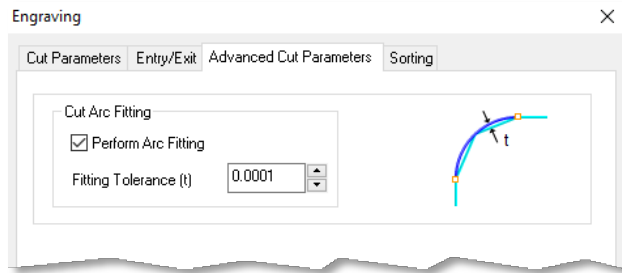 Engraving
Cut Parameters Entry/Exit Advanced Cut Parameters Sorting
Cut Arc Fitting
Perform Arc Fitting
Fitting Tolerance (t) 0.0001
t